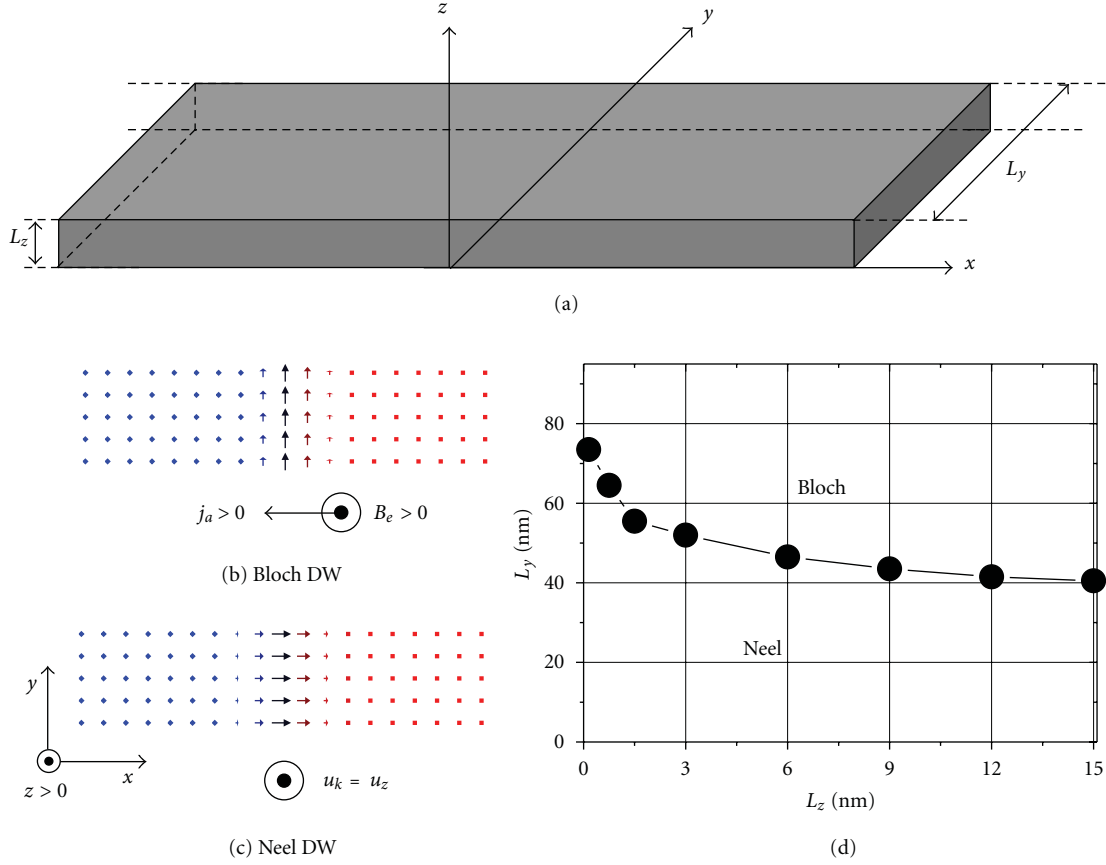 z
y
L_y
L_z
x
(a)
j_a > 0
B_e > 0
(b) Bloch DW
y
x
z > 0
u_k = u_z
(c) Neel DW
L_y (nm)
80
60
40
20
0
Bloch
Neel
0 3 6 9 12 15
L_z (nm)
(d)